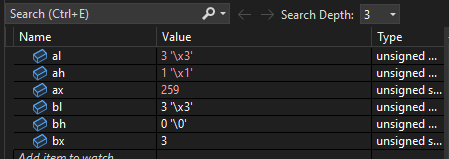 Search (Ctrl+E) Search Depth: 3
Name Value Type
al 3 '\x3' unsigned ...
ah 1 '\x1' unsigned ...
ax 259 unsigned s...
bl 3 '\x3' unsigned ...
bh 0 '\0' unsigned ...
bx 3 unsigned s...
Add item to watch